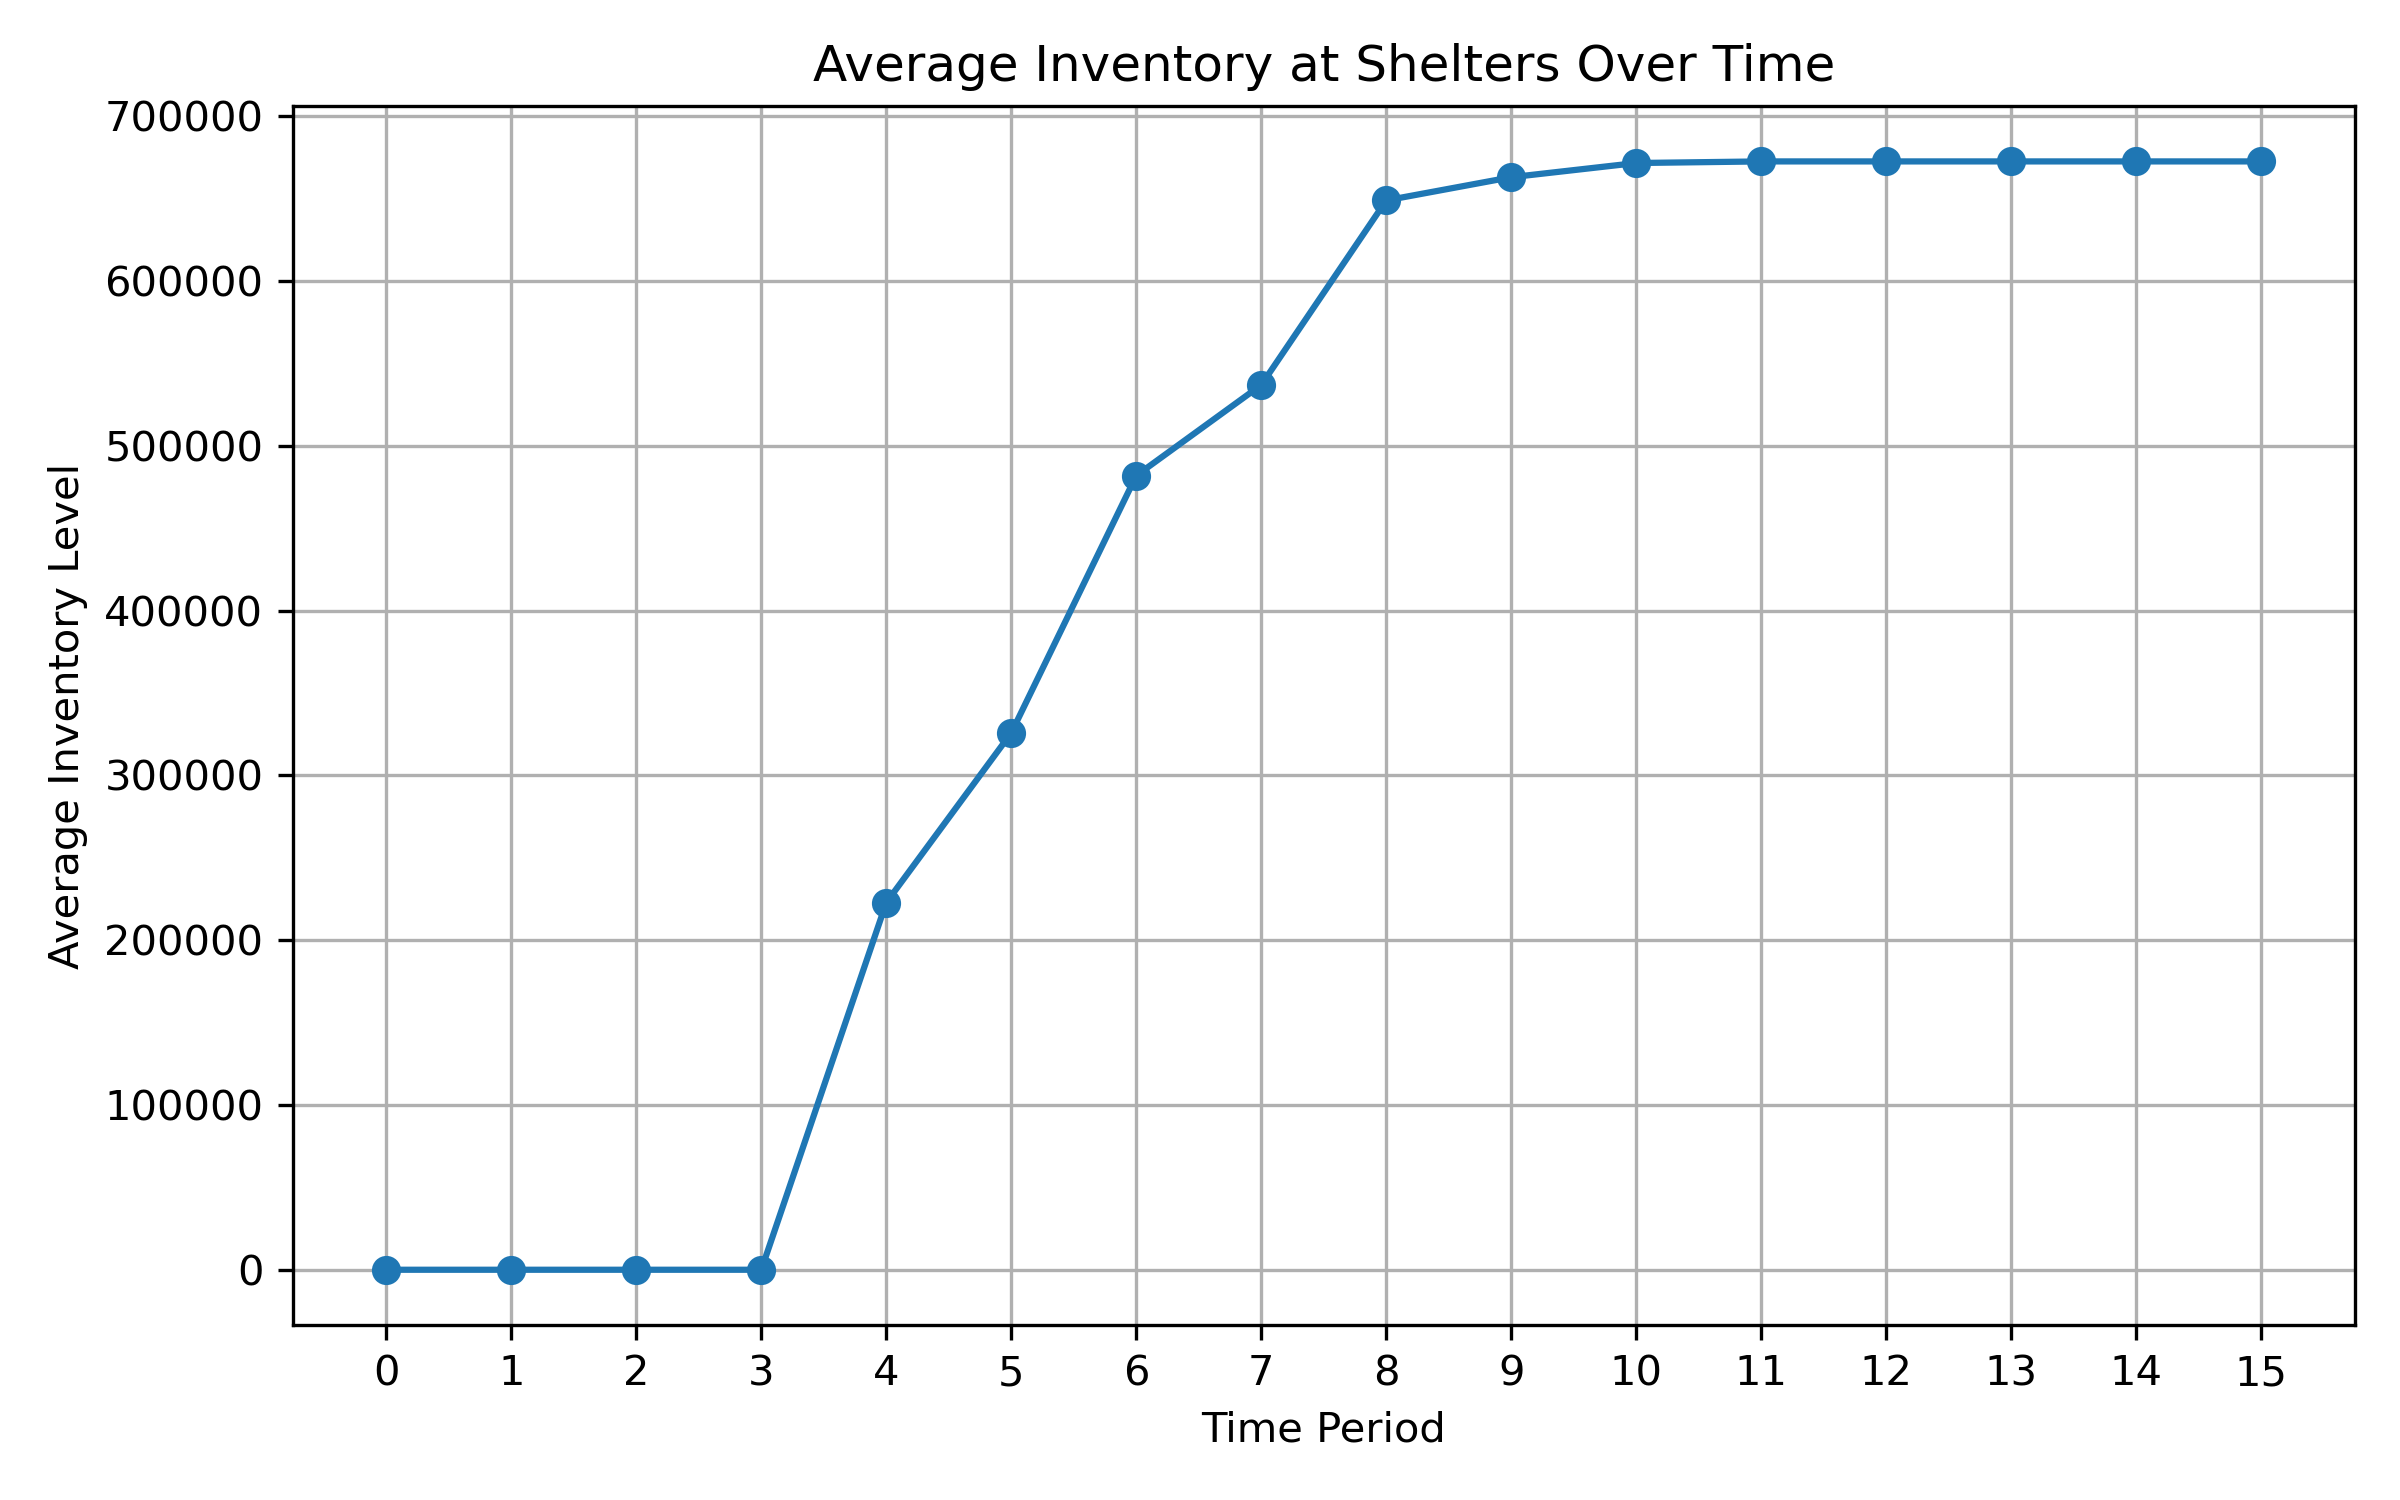 Average Inventory at Shelters Over Time
Average Inventory Level
700000
600000
500000
400000
300000
200000
100000
0
0 1 2 3 4 5 6 7 8 9 10 11 12 13 14 15
Time Period